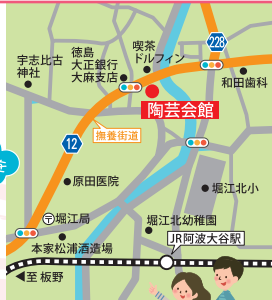 喫茶
ドルフィン
228
徳島
大正銀行
大麻支店
宇志比古
神社
和田歯科
陶芸会館
撫養街道
12
原田医院
堀江北小
〒堀江局
堀江北幼稚園
本家松浦酒造場
JR阿波大谷駅
◀至 板野